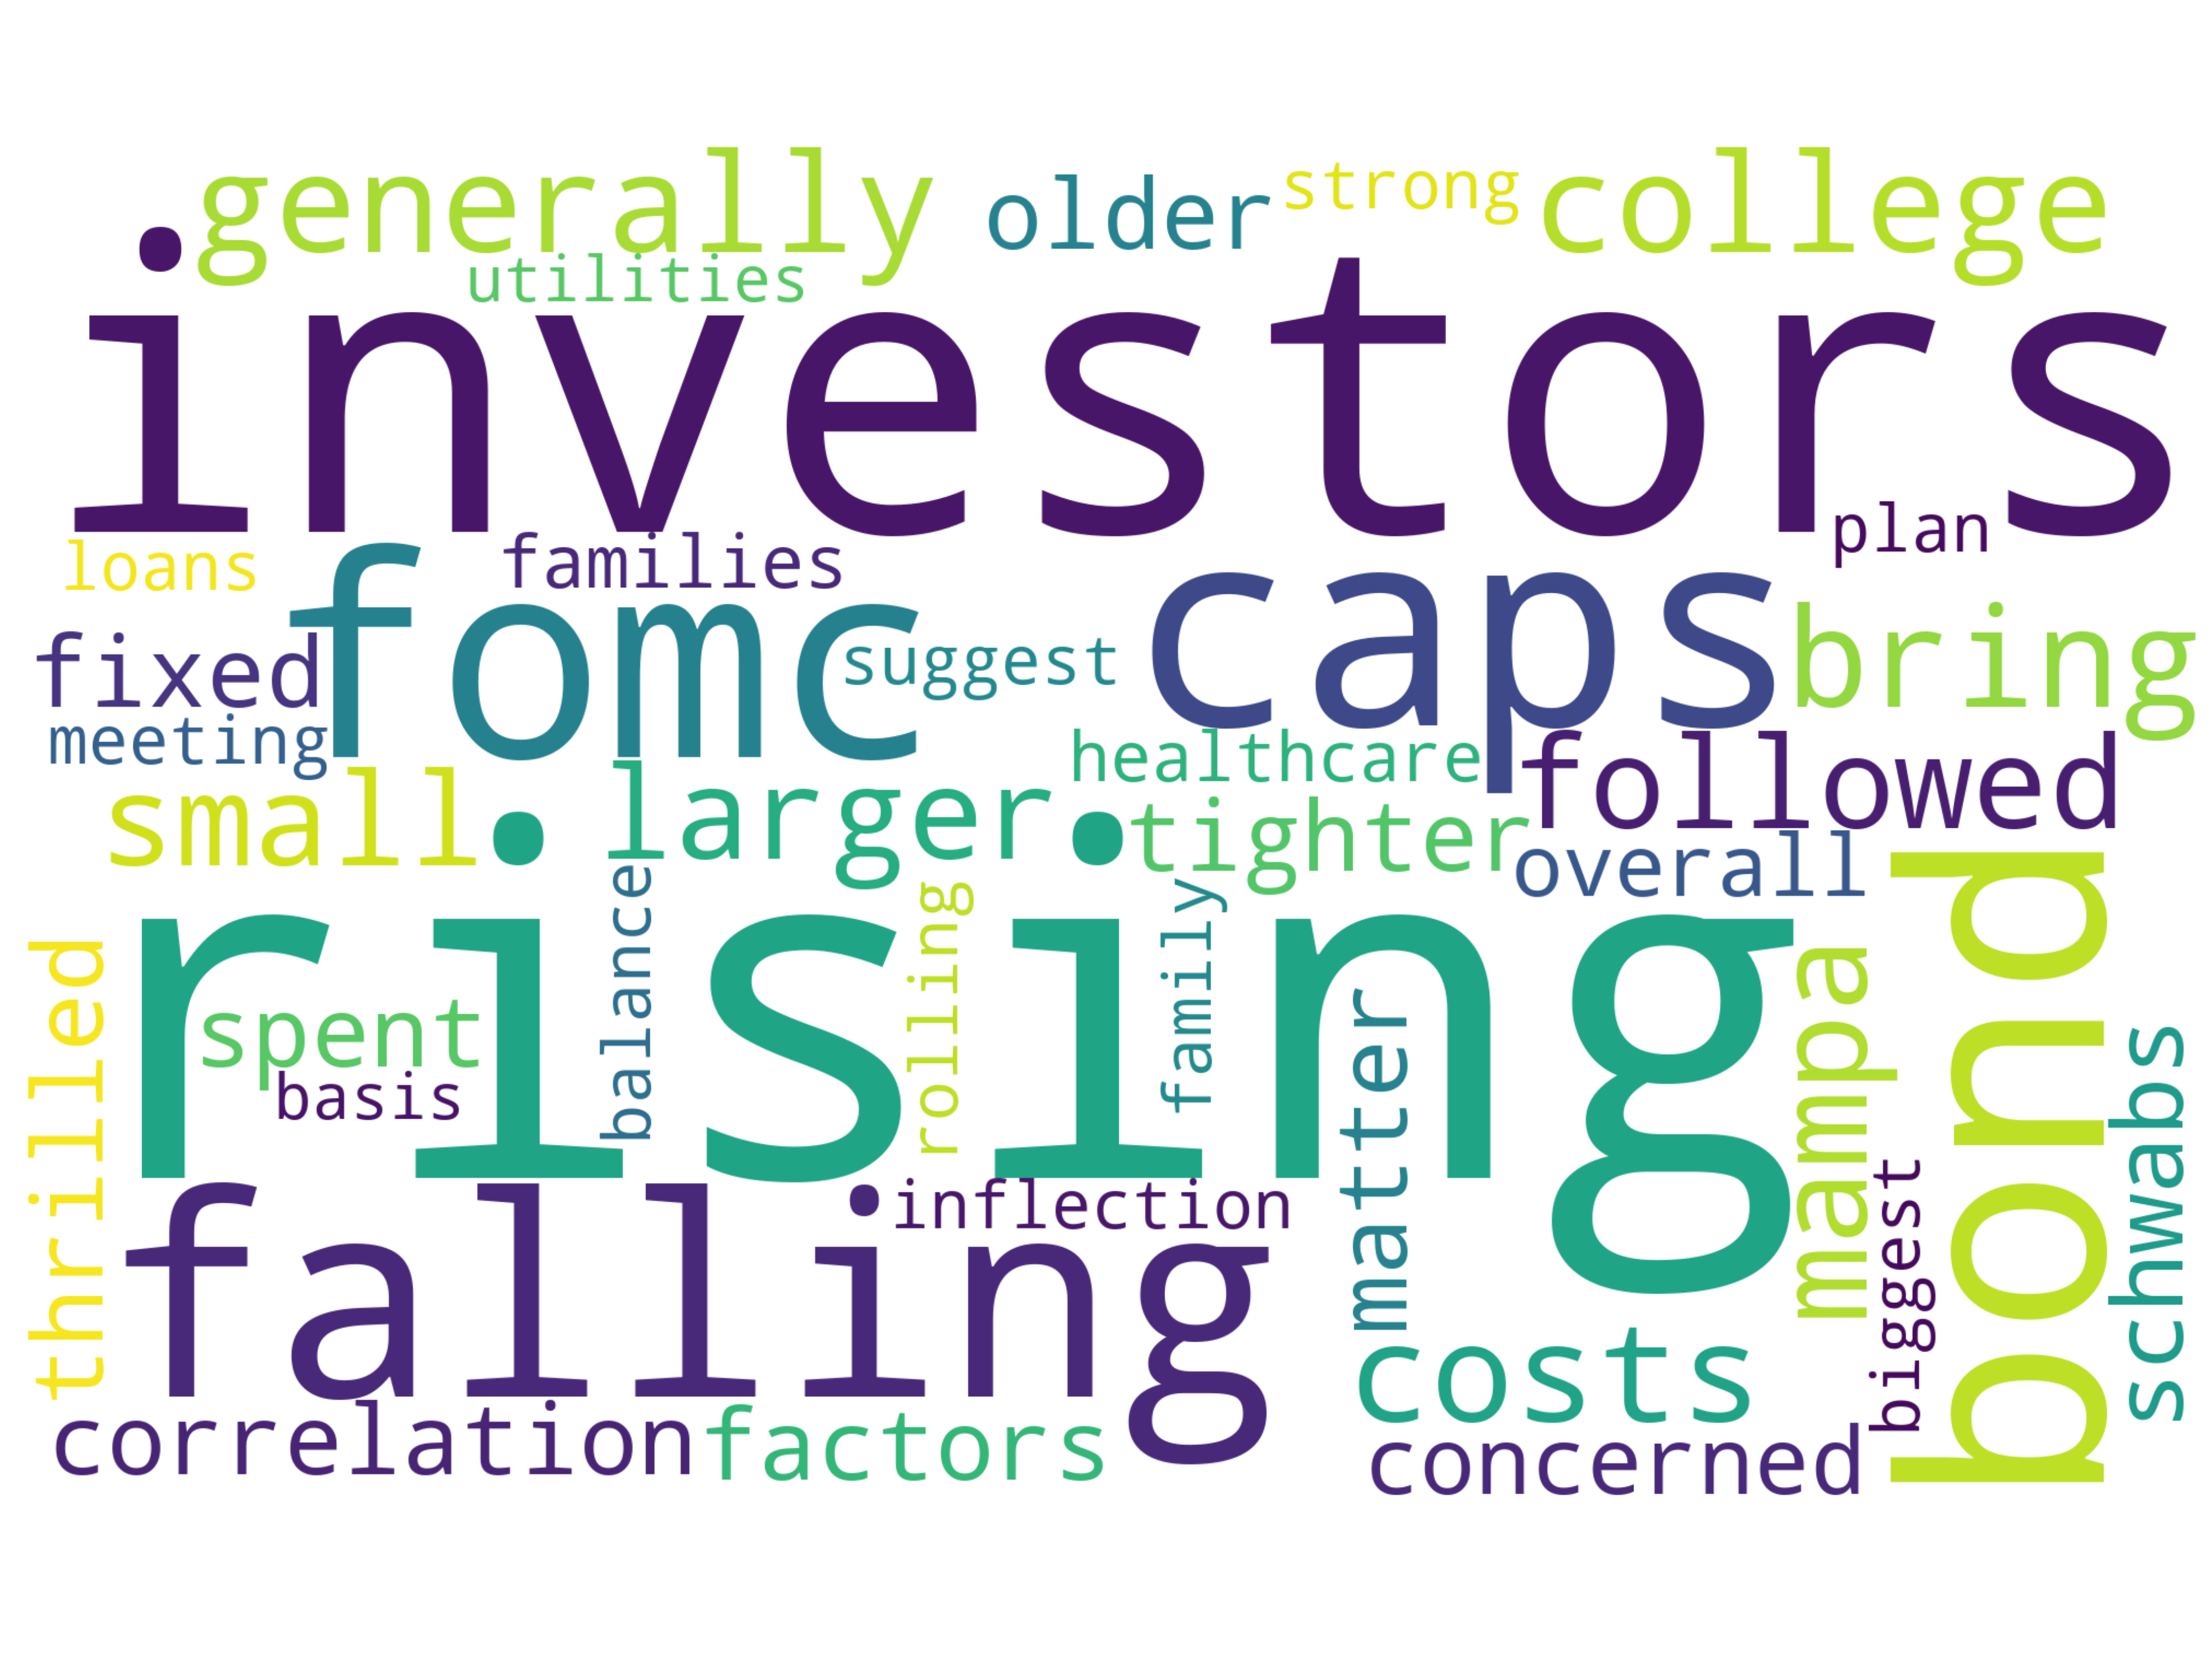 generally
older
strong
college
utilities
investors
plan
loans
families
fomc
caps
bring
fixed
suggest
meeting
healthcare
followed
small
larger
tighter
overall
balance
rolling
family
bond
thrilled
rising
mampa
spent
basis
matter
schwabs
biggest
inflection
falling
costs
correlation
factors
concerned